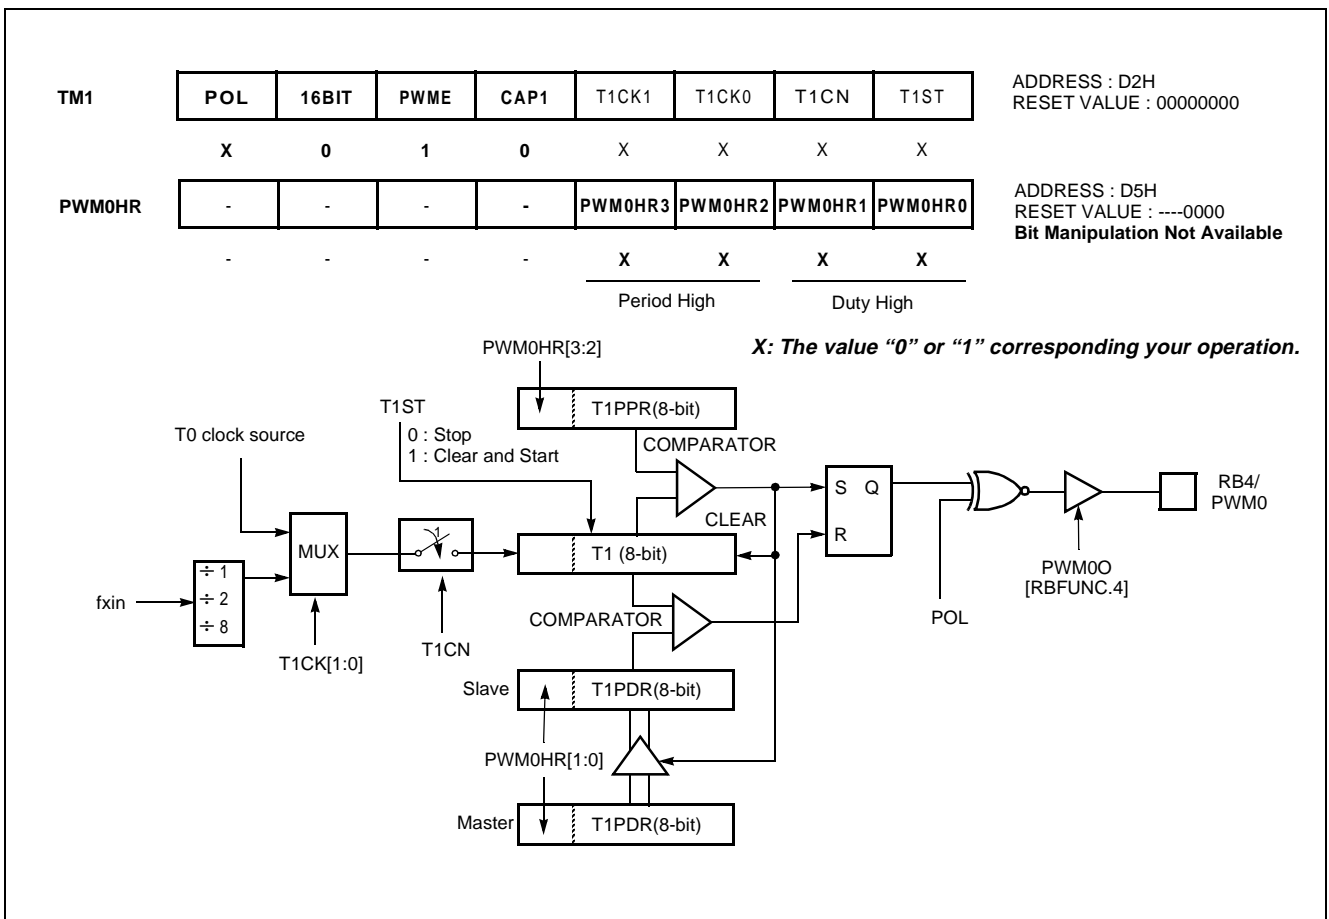 TM1 POL 16BIT PWME CAP1 T1CK1 T1CK0 T1CN T1ST
ADDRESS : D2H
RESET VALUE : 00000000
X 0 1 0 X X X X
PWM0HR - - - - PWM0HR3 PWM0HR2 PWM0HR1 PWM0HR0
ADDRESS : D5H
RESET VALUE : ----0000
Bit Manipulation Not Available
- - - - X X X X
Period High Duty High
X: The value “0” or “1” corresponding your operation.
PWM0HR[3:2]
T1ST
0 : Stop
1 : Clear and Start
T1PPR(8-bit)
COMPARATOR
T0 clock source
MUX
1
T1 (8-bit)
CLEAR
S Q
R
RB4/
PWM0
fxin
÷ 1
÷ 2
÷ 8
T1CK[1:0]
T1CN
COMPARATOR
POL
PWM0O
[RBFUNC.4]
Slave
T1PDR(8-bit)
PWM0HR[1:0]
Master
T1PDR(8-bit)